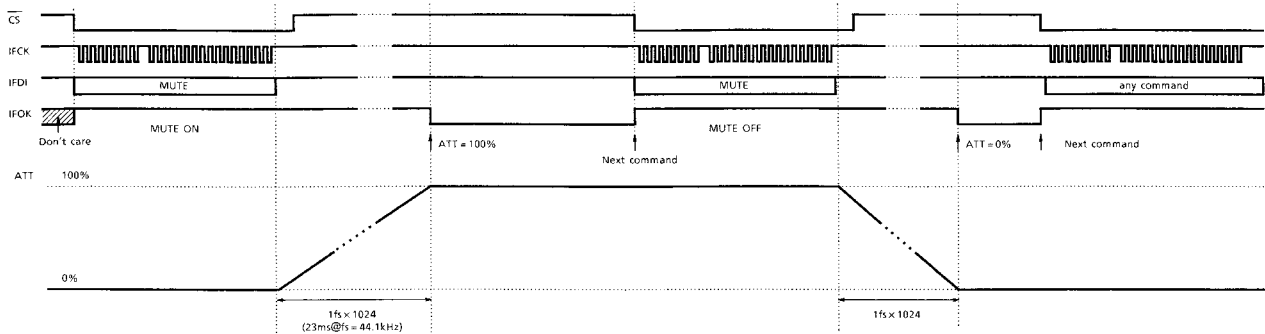 CS
IFCK
IFDI
MUTE
MUTE
any command
IFOK
MUTE ON
MUTE OFF
Don't care
ATT = 100%
Next command
ATT = 0%
Next command
ATT
100%
0%
1fs × 1024
(23ms@fs = 44.1kHz)
1fs × 1024